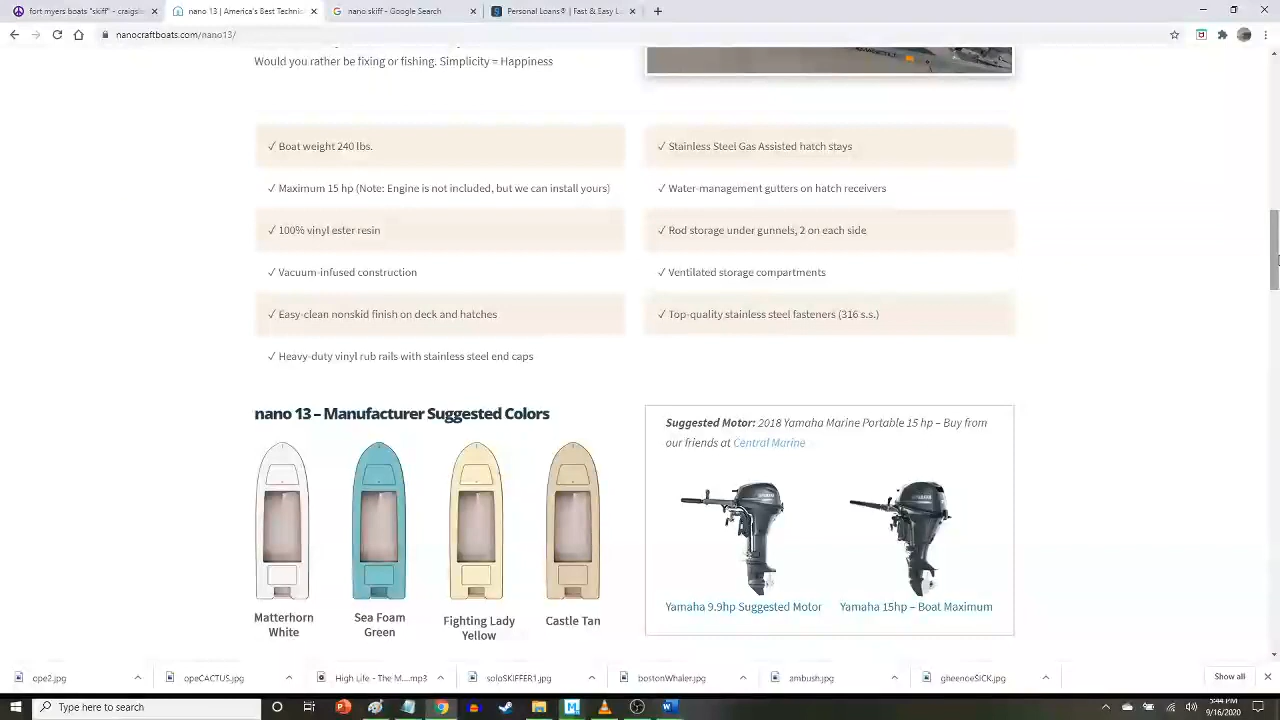 fort myers boats "skiff" - craigslis
nano 13 | America's Best Technic
nano skiff - Google Search
Personal Loans® | Fast & Easy L
nanocraftboats.com/nano13/
Would you rather be fixing or fishing. Simplicity = Happiness
✓ Boat weight 240 lbs.
✓ Maximum 15 hp (Note: Engine is not included, but we can install yours)
✓ 100% vinyl ester resin
✓ Vacuum-infused construction
✓ Easy-clean nonskid finish on deck and hatches
✓ Heavy-duty vinyl rub rails with stainless steel end caps
✓ Stainless Steel Gas Assisted hatch stays
✓ Water-management gutters on hatch receivers
✓ Rod storage under gunnels, 2 on each side
✓ Ventilated storage compartments
✓ Top-quality stainless steel fasteners (316 s.s.)
nano 13 – Manufacturer Suggested Colors
Matterhorn
White
Sea Foam
Green
Fighting Lady
Yellow
Castle Tan
Suggested Motor: 2018 Yamaha Marine Portable 15 hp – Buy from
our friends at Central Marine
Yamaha 9.9hp Suggested Motor
Yamaha 15hp – Boat Maximum
ope2.jpg
opeCACTUS.jpg
High Life - The M....mp3
soloSKIFFER1.jpg
bostonWhaler.jpg
ambush.jpg
gheenoeSICK.jpg
Show all
Type here to search
5:44 PM
9/16/2020